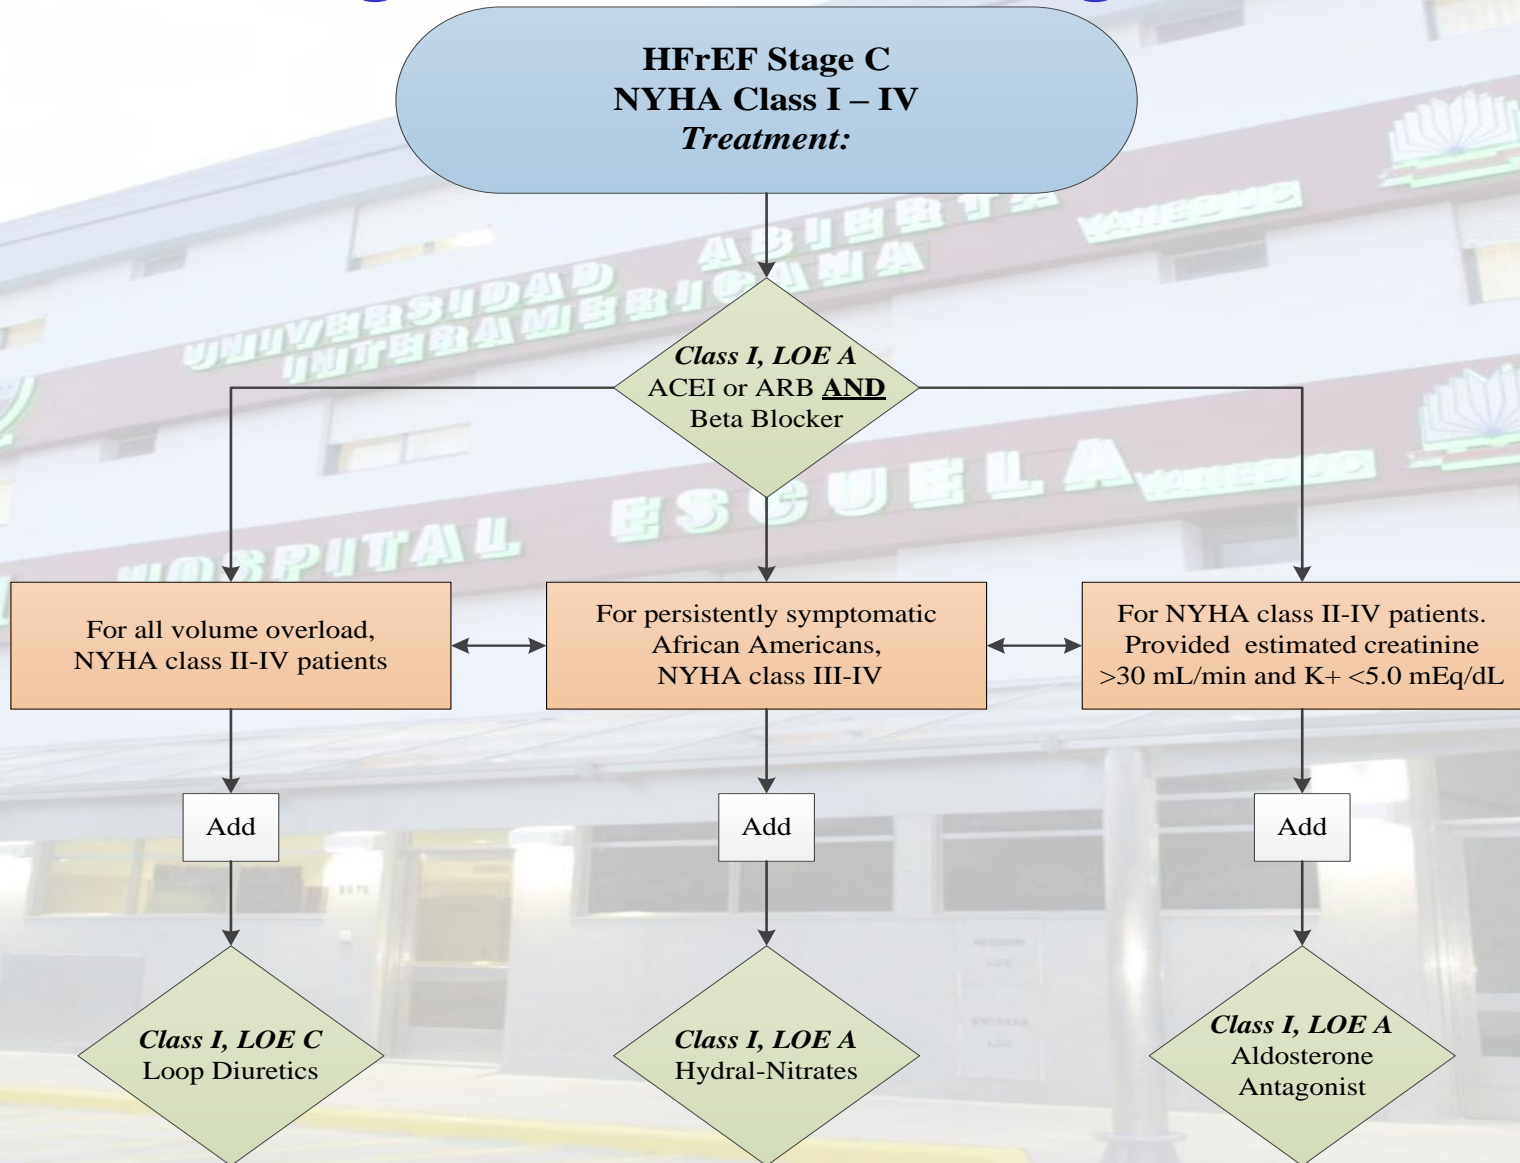 HFrEF Stage C
NYHA Class I – IV
Treatment:
UNIVERSIDAD ABIERTA
INTERAMERICANA
VANEDUC
Class I, LOE A
ACEI or ARB AND
Beta Blocker
HOSPITAL ESCUELA
VANEDUC
For all volume overload,
NYHA class II-IV patients
For persistently symptomatic
African Americans,
NYHA class III-IV
For NYHA class II-IV patients.
Provided estimated creatinine
>30 mL/min and K+ <5.0 mEq/dL
Add
Add
Add
Class I, LOE C
Loop Diuretics
Class I, LOE A
Hydral-Nitrates
Class I, LOE A
Aldosterone
Antagonist